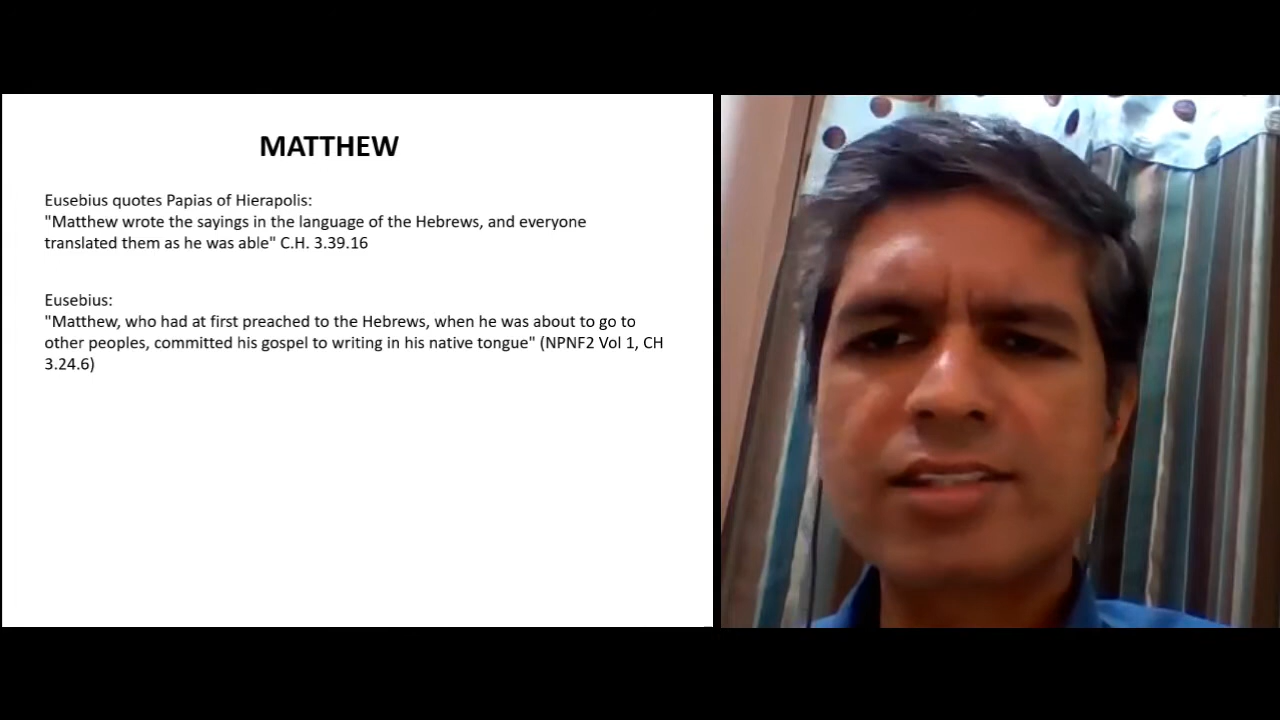 MATTHEW
Eusebius quotes Papias of Hierapolis:
"Matthew wrote the sayings in the language of the Hebrews, and everyone
translated them as he was able" C.H. 3.39.16
Eusebius:
"Matthew, who had at first preached to the Hebrews, when he was about to go to
other peoples, committed his gospel to writing in his native tongue" (NPNF2 Vol 1, CH
3.24.6)